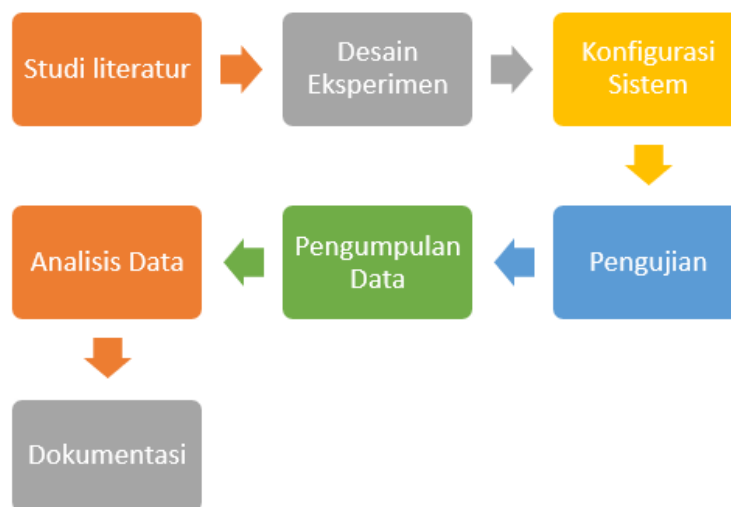 Studi literatur
Desain
Eksperimen
Konfigurasi
Sistem
Pengujian
Pengumpulan
Data
Analisis Data
Dokumentasi